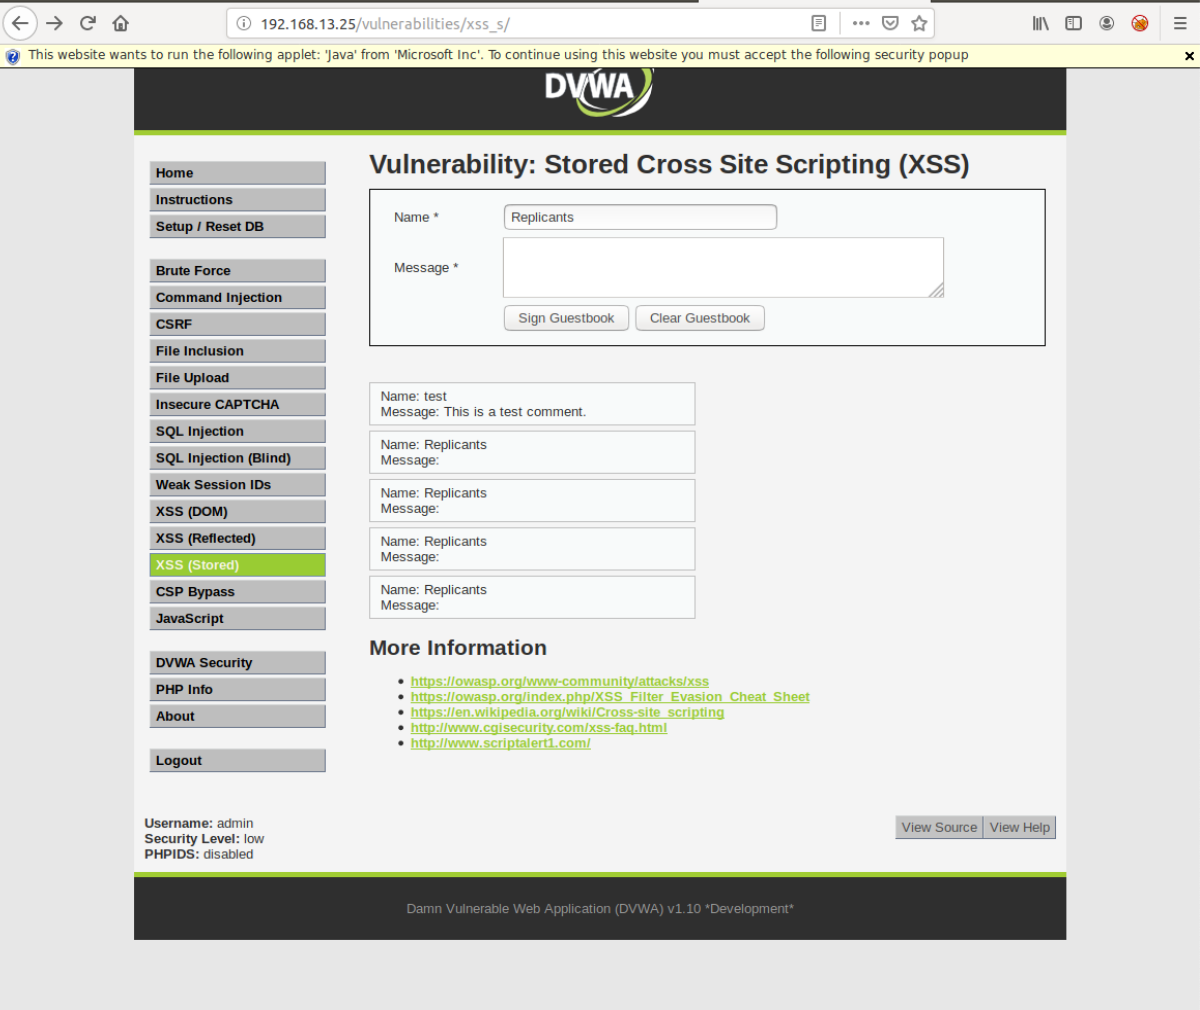 192.168.13.25/vulnerabilities/xss_s/
This website wants to run the following applet: 'Java' from 'Microsoft Inc'. To continue using this website you must accept the following security popup
DVWA
Vulnerability: Stored Cross Site Scripting (XSS)
Name * Replicants
Message *
Sign Guestbook Clear Guestbook
Name: test
Message: This is a test comment.
Name: Replicants
Message:
Name: Replicants
Message:
Name: Replicants
Message:
Name: Replicants
Message:
More Information
https://owasp.org/www-community/attacks/xss
https://owasp.org/index.php/XSS_Filter_Evasion_Cheat_Sheet
https://en.wikipedia.org/wiki/Cross-site_scripting
http://www.cgisecurity.com/xss-faq.html
http://www.scriptalert1.com/
Home
Instructions
Setup / Reset DB
Brute Force
Command Injection
CSRF
File Inclusion
File Upload
Insecure CAPTCHA
SQL Injection
SQL Injection (Blind)
Weak Session IDs
XSS (DOM)
XSS (Reflected)
XSS (Stored)
CSP Bypass
JavaScript
DVWA Security
PHP Info
About
Logout
Username: admin
Security Level: low
PHPIDS: disabled
View Source View Help
Damn Vulnerable Web Application (DVWA) v1.10 *Development*